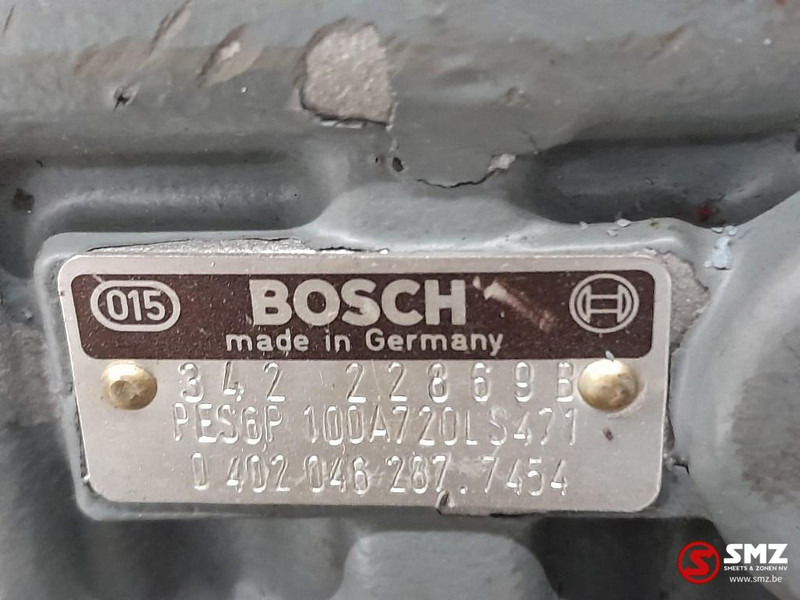 015 BOSCH
made in Germany
342 22869B
PES6P 100A720LS471
0 402 046 287.7454
SMZ
SMEETS & ZONEN NV
www.smz.be